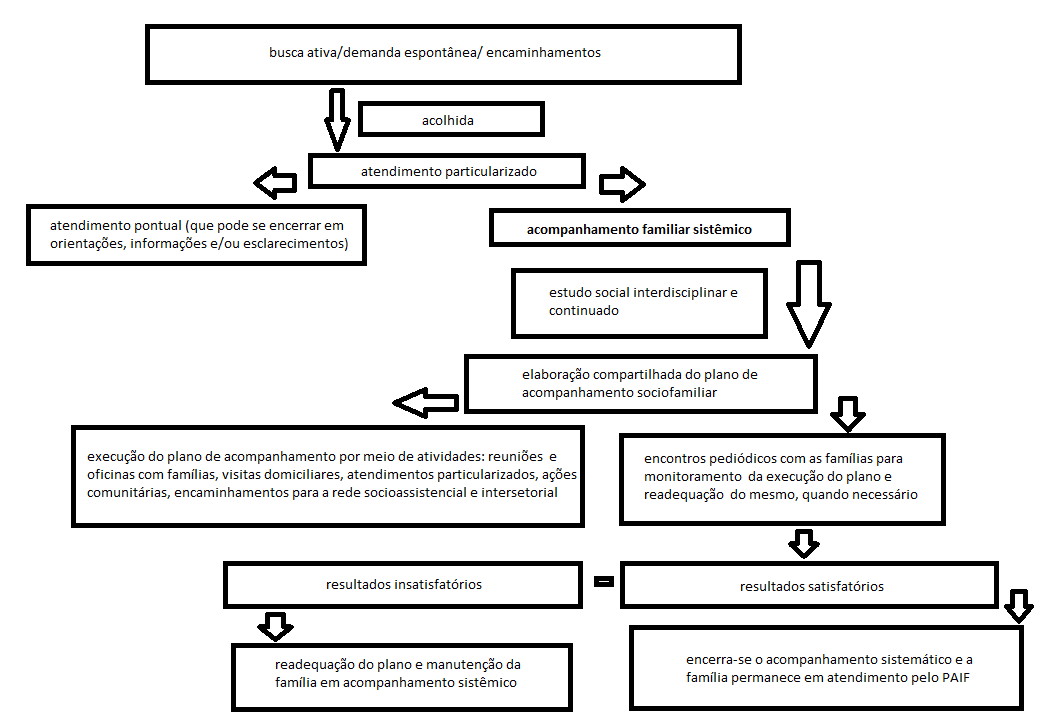 busca ativa/demanda espontânea/ encaminhamentos
acolhida
atendimento particularizado
atendimento pontual (que pode se encerrar em
orientações, informações e/ou esclarecimentos)
acompanhamento familiar sistêmico
estudo social interdisciplinar e
continuado
elaboração compartilhada do plano de
acompanhamento sociofamiliar
execução do plano de acompanhamento por meio de atividades: reuniões e
oficinas com famílias, visitas domiciliares, atendimentos particularizados, ações
comunitárias, encaminhamentos para a rede socioassistencial e intersetorial
encontros pediódicos com as famílias para
monitoramento da execução do plano e
readequação do mesmo, quando necessário
resultados insatisfatórios
resultados satisfatórios
readequação do plano e manutenção da
família em acompanhamento sistêmico
encerra-se o acompanhamento sistemático e a
família permanece em atendimento pelo PAIF